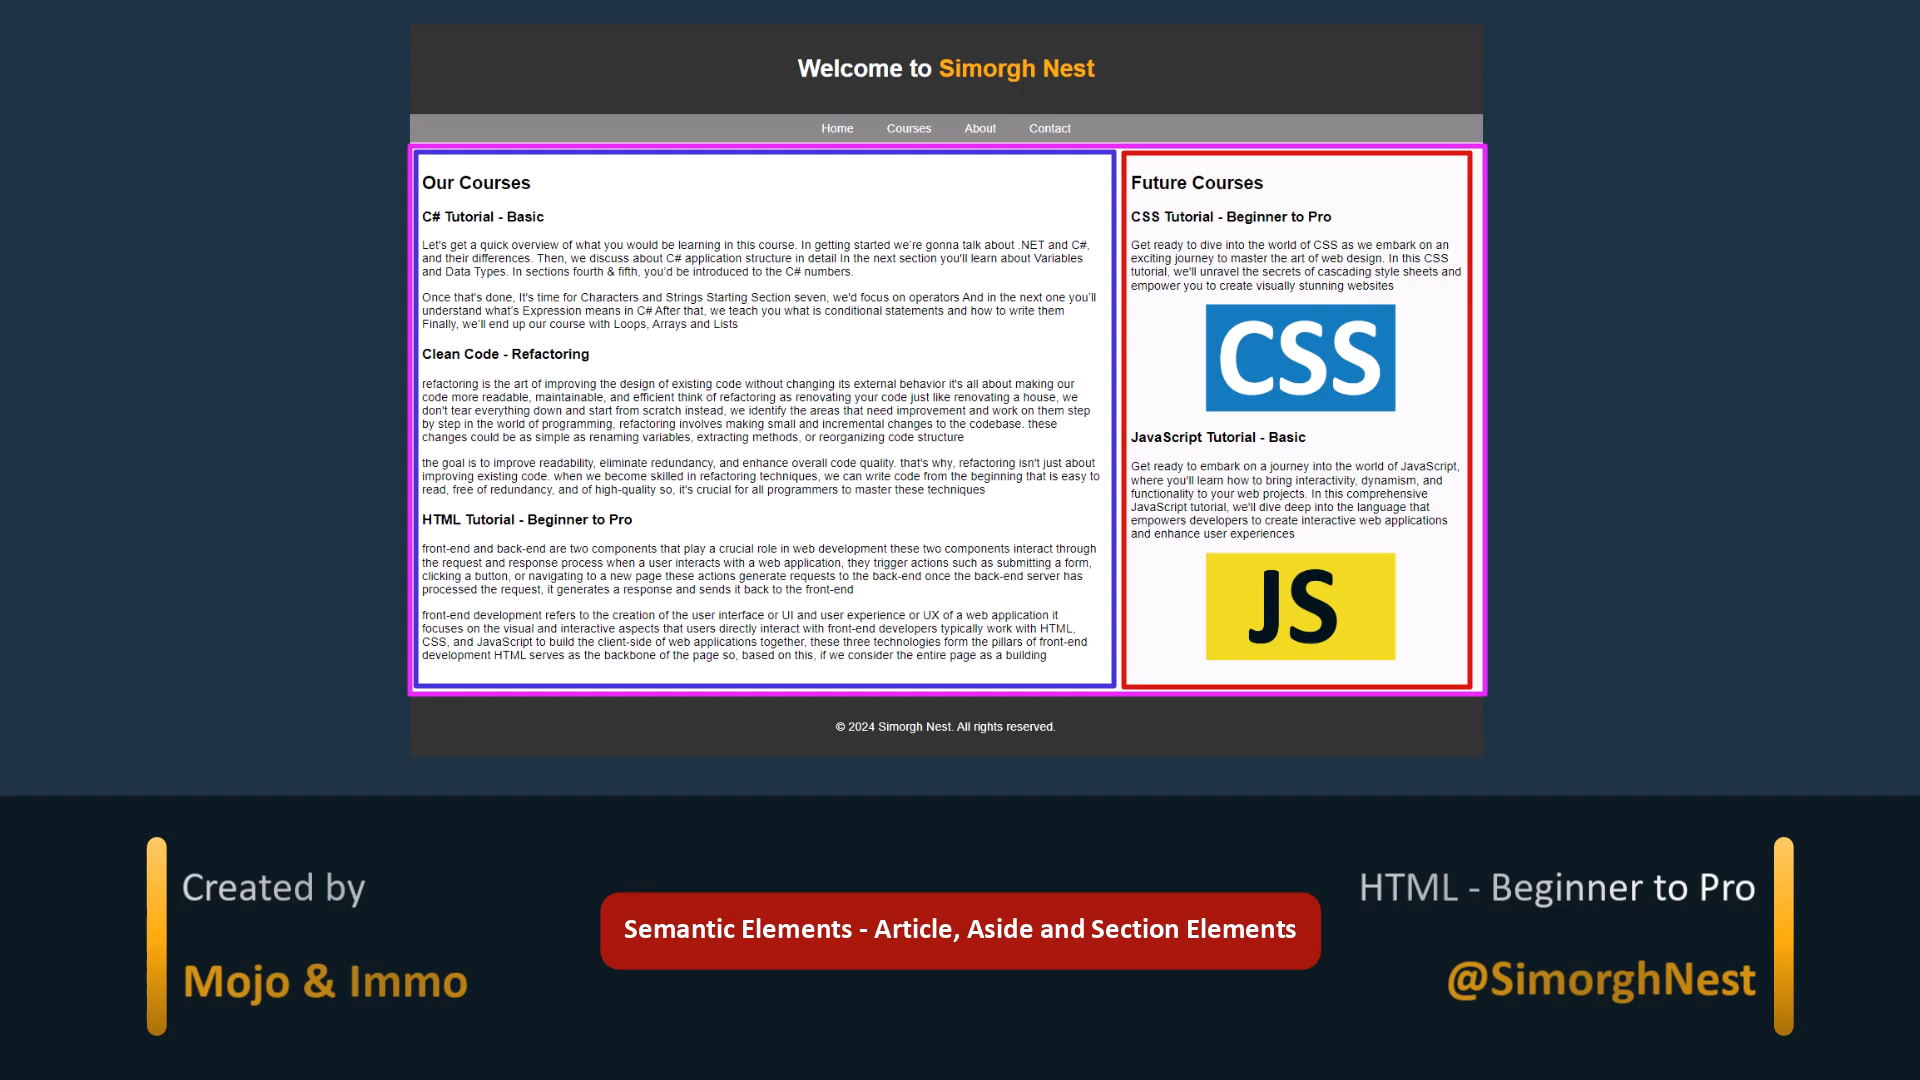 Welcome to Simorgh Nest
Home Courses About Contact
Our Courses
C# Tutorial - Basic
Let's get a quick overview of what you would be learning in this course. In getting started we're gonna talk about .NET and C#,
and their differences. Then, we discuss about C# application structure in detail In the next section you'll learn about Variables
and Data Types. In sections fourth & fifth, you'd be introduced to the C# numbers.
Once that's done, It's time for Characters and Strings Starting Section seven, we'd focus on operators And in the next one you'll
understand what's Expression means in C# After that, we teach you what is conditional statements and how to write them
Finally, we'll end up our course with Loops, Arrays and Lists
Clean Code - Refactoring
refactoring is the art of improving the design of existing code without changing its external behavior it's all about making our
code more readable, maintainable, and efficient think of refactoring as renovating your code just like renovating a house, we
don't tear everything down and start from scratch instead, we identify the areas that need improvement and work on them step
by step in the world of programming, refactoring involves making small and incremental changes to the codebase. these
changes could be as simple as renaming variables, extracting methods, or reorganizing code structure
the goal is to improve readability, eliminate redundancy, and enhance overall code quality. that's why, refactoring isn't just about
improving existing code. when we become skilled in refactoring techniques, we can write code from the beginning that is easy to
read, free of redundancy, and of high-quality so, it's crucial for all programmers to master these techniques
HTML Tutorial - Beginner to Pro
front-end and back-end are two components that play a crucial role in web development these two components interact through
the request and response process when a user interacts with a web application, they trigger actions such as submitting a form,
clicking a button, or navigating to a new page these actions generate requests to the back-end once the back-end server has
processed the request, it generates a response and sends it back to the front-end
front-end development refers to the creation of the user interface or UI and user experience or UX of a web application it
focuses on the visual and interactive aspects that users directly interact with front-end developers typically work with HTML,
CSS, and JavaScript to build the client-side of web applications together, these three technologies form the pillars of front-end
development HTML serves as the backbone of the page so, based on this, if we consider the entire page as a building
Future Courses
CSS Tutorial - Beginner to Pro
Get ready to dive into the world of CSS as we embark on an
exciting journey to master the art of web design. In this CSS
tutorial, we'll unravel the secrets of cascading style sheets and
empower you to create visually stunning websites
CSS
JavaScript Tutorial - Basic
Get ready to embark on a journey into the world of JavaScript,
where you'll learn how to bring interactivity, dynamism, and
functionality to your web projects. In this comprehensive
JavaScript tutorial, we'll dive deep into the language that
empowers developers to create interactive web applications
and enhance user experiences
JS
© 2024 Simorgh Nest. All rights reserved.
Created by
Mojo & Immo
Semantic Elements - Article, Aside and Section Elements
HTML - Beginner to Pro
@SimorghNest